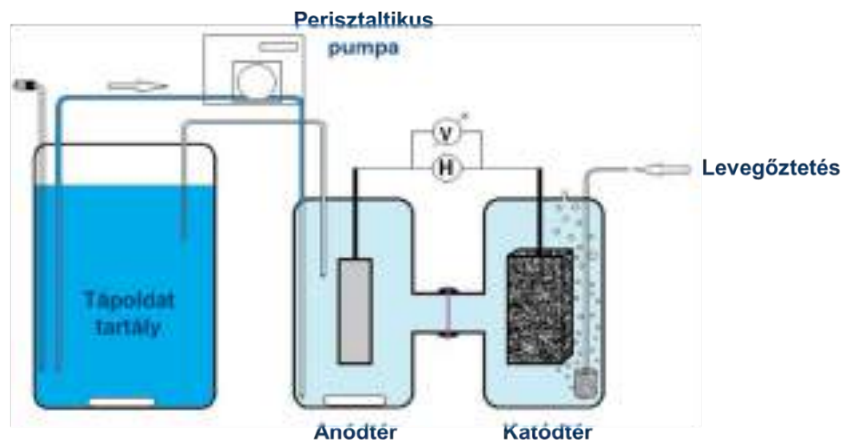 Perisztaltikus
pumpa
V
H
Levegőztetés
Tápoldat
tartály
Anódtér
Katódtér